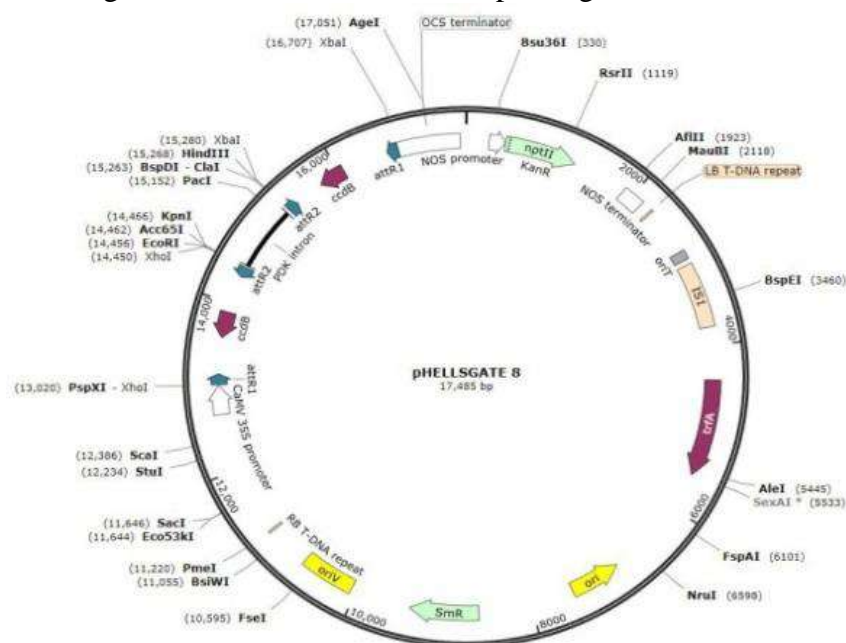 (17,051) AgeI
OCS terminator
(16,707) XbaI
Bsu36I (330)
RsrII (1119)
AflII (1923)
MauBI (2118)
LB T-DNA repeat
BspEI (3460)
AleI (5445)
SexAI * (5533)
FspAI (6101)
NruI (6598)
(15,280) XbaI
(15,268) HindIII
(15,263) BspDI - ClaI
(15,152) PacI
(14,466) KpnI
(14,462) Acc65I
(14,456) EcoRI
(14,450) XhoI
(13,020) PspXI - XhoI
(12,386) ScaI
(12,234) StuI
(11,646) SacI
(11,644) Eco53kI
(11,220) PmeI
(11,055) BsiWI
(10,595) FseI
2000
4000
6000
8000
10,000
12,000
14,000
16,000
NOS promoter
nptII
KanR
NOS terminator
oriT
IS1
trfA
ori
SmR
oriV
RB T-DNA repeat
CaMV 35S promoter
attR1
ccdB
attR2
PDK intron
attR2
ccdB
attR1
pHELLSGATE 8
17,485 bp